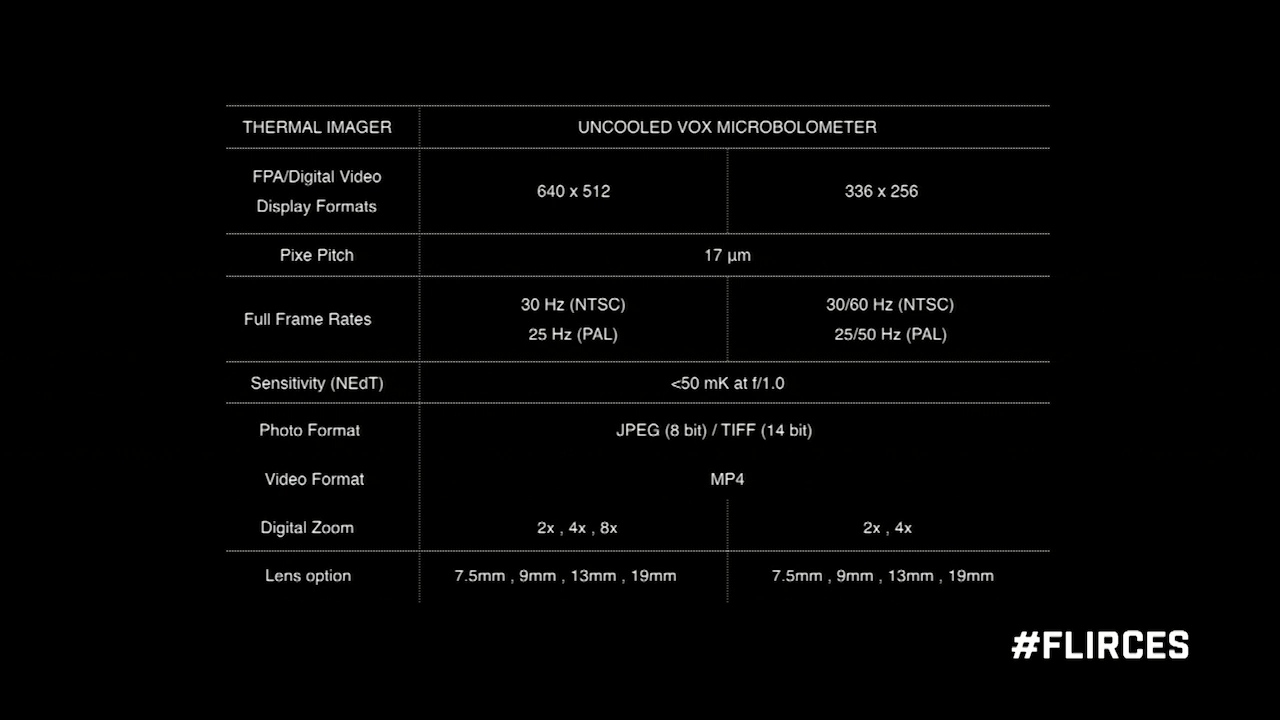 THERMAL IMAGER UNCOOLED VOX MICROBOLOMETER
FPA/Digital Video
Display Formats
640 x 512 336 x 256
Pixe Pitch 17 µm
Full Frame Rates
30 Hz (NTSC) 30/60 Hz (NTSC)
25 Hz (PAL) 25/50 Hz (PAL)
Sensitivity (NEdT) <50 mK at f/1.0
Photo Format JPEG (8 bit) / TIFF (14 bit)
Video Format MP4
Digital Zoom 2x , 4x , 8x 2x , 4x
Lens option 7.5mm , 9mm , 13mm , 19mm 7.5mm , 9mm , 13mm , 19mm
#FLIRCES